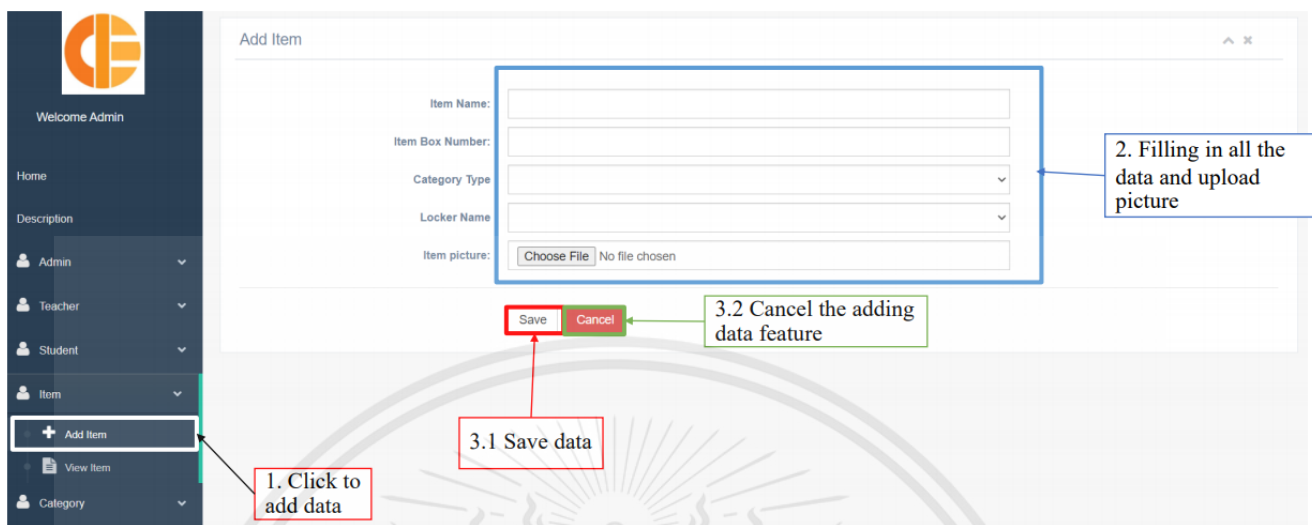 Welcome Admin
Home
Description
Admin
Teacher
Student
Item
Add Item
View Item
Category
Add Item
Item Name:
Item Box Number:
Category Type
Locker Name
Item picture:
Choose File No file chosen
Save
Cancel
2. Filling in all the
data and upload
picture
3.2 Cancel the adding
data feature
3.1 Save data
1. Click to
add data